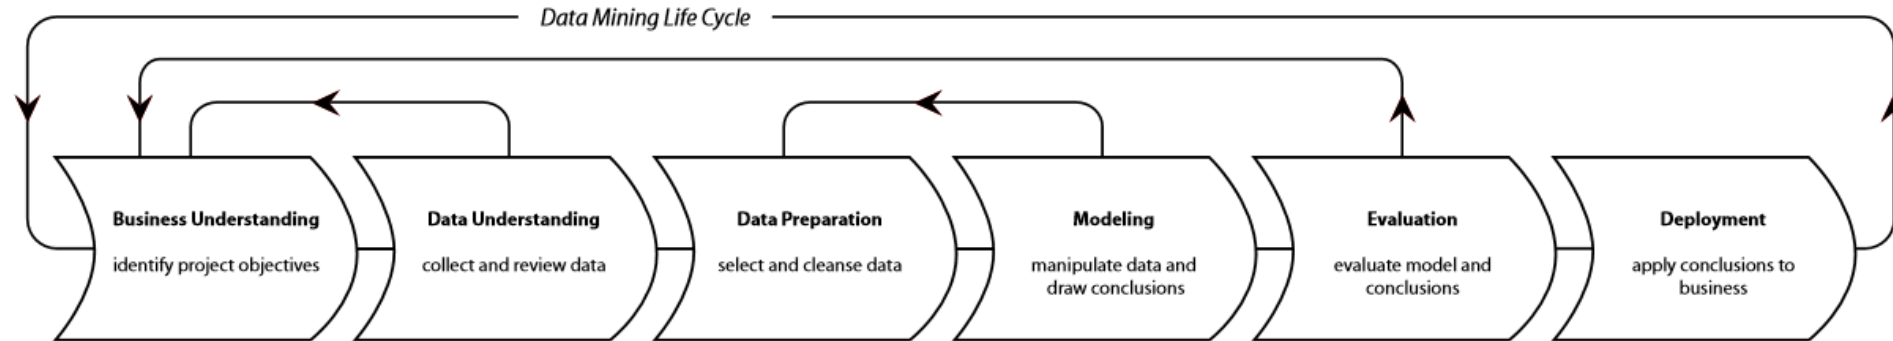 Data Mining Life Cycle
Business Understanding
identify project objectives
Data Understanding
collect and review data
Data Preparation
select and cleanse data
Modeling
manipulate data and
draw conclusions
Evaluation
evaluate model and
conclusions
Deployment
apply conclusions to
business